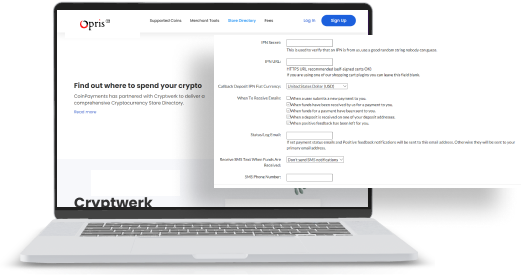 Opris
Supported Coins Merchant Tools Store Directory Fees Log In Sign Up
Find out where to spend your crypto
CoinPayments has partnered with Cryptwerk to deliver a
comprehensive Cryptocurrency Store Directory.
Read more
Cryptwerk
IPN Secret:
This is used to verify that an IPN is from us, use a good random string nobody can guess.
IPN URL:
HTTPS URL recommended (self-signed certs OK)
If you are using one of our shopping cart plugins you can leave this field blank.
Callback Deposit IPN Fiat Currency: United States Dollar (USD)
When To Receive Emails: When a user submits a new payment to you.
When funds have been received by us for a payment to you.
When funds for a payment have been sent to you.
When a deposit is received on one of your deposit addresses.
When positive feedback has been left for you.
Status/Log Email:
If set payment status emails and Positive feedback notifications will be sent to this email address. Otherwise they will be sent to your
primary email address.
Receive SMS Text When Funds Are
Received: Don't send SMS notifications
SMS Phone Number: